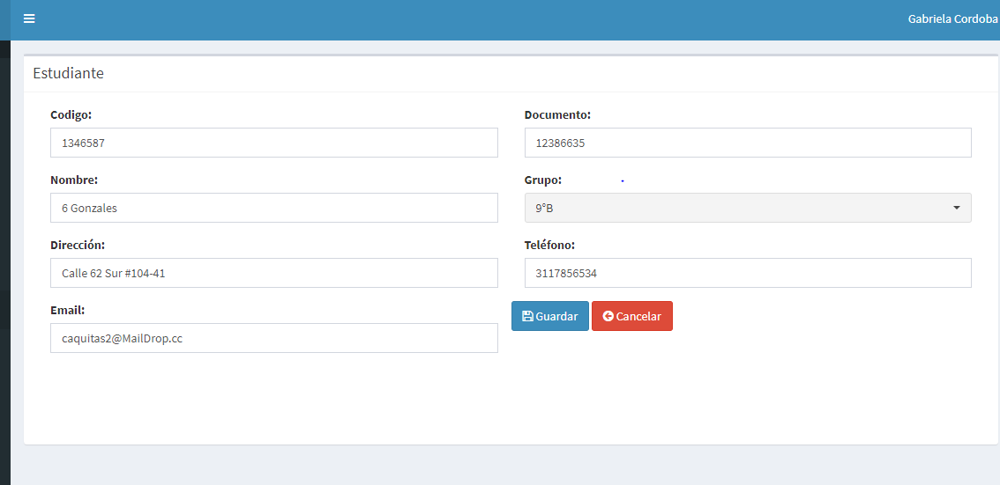 Gabriela Cordoba
Estudiante
Codigo:
1346587
Documento:
12386635
Nombre:
6 Gonzales
Grupo:
9°B
Dirección:
Calle 62 Sur #104-41
Teléfono:
3117856534
Email:
caquitas2@MailDrop.cc
Guardar
Cancelar